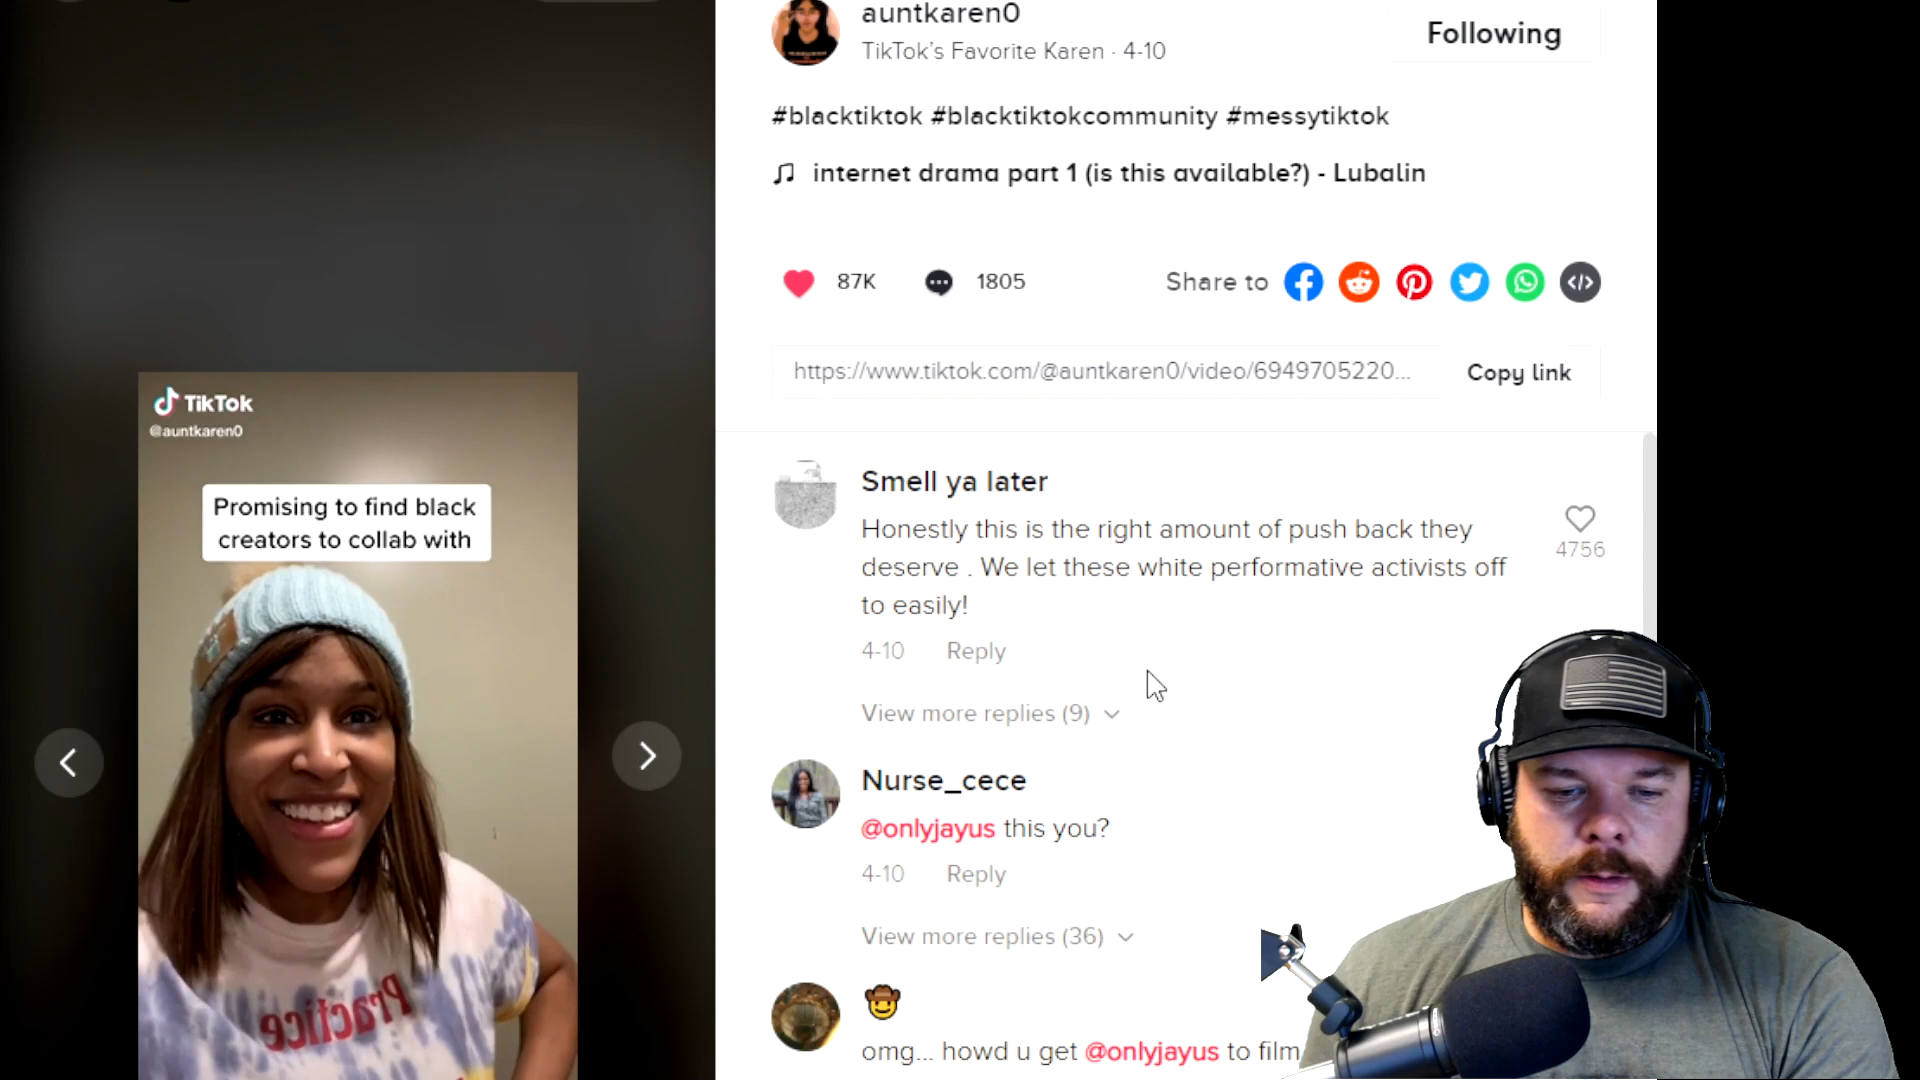 TikTok
@auntkaren0
Promising to find black
creators to collab with
Practice
auntkaren0
TikTok's Favorite Karen · 4-10
Following
#blacktiktok #blacktiktokcommunity #messytiktok
internet drama part 1 (is this available?) - Lubalin
87K
1805
Share to
https://www.tiktok.com/@auntkaren0/video/6949705220...
Copy link
Smell ya later
Honestly this is the right amount of push back they
deserve . We let these white performative activists off
to easily!
4756
4-10 Reply
View more replies (9)
Nurse_cece
@onlyjayus this you?
4-10 Reply
View more replies (36)
🤠
omg... howd u get @onlyjayus to film